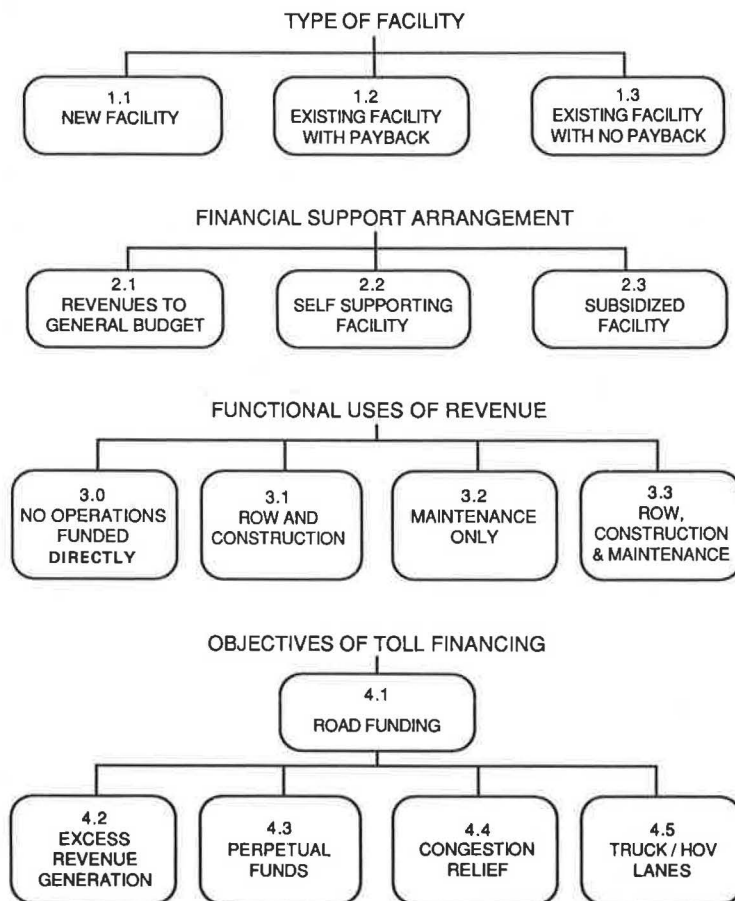 TYPE OF FACILITY
1.1
NEW FACILITY
1.2
EXISTING FACILITY
WITH PAYBACK
1.3
EXISTING FACILITY
WITH NO PAYBACK
FINANCIAL SUPPORT ARRANGEMENT
2.1
REVENUES TO
GENERAL BUDGET
2.2
SELF SUPPORTING
FACILITY
2.3
SUBSIDIZED
FACILITY
FUNCTIONAL USES OF REVENUE
3.0
NO OPERATIONS
FUNDED
DIRECTLY
3.1
ROW AND
CONSTRUCTION
3.2
MAINTENANCE
ONLY
3.3
ROW,
CONSTRUCTION
& MAINTENANCE
OBJECTIVES OF TOLL FINANCING
4.1
ROAD FUNDING
4.2
EXCESS
REVENUE
GENERATION
4.3
PERPETUAL
FUNDS
4.4
CONGESTION
RELIEF
4.5
TRUCK / HOV
LANES